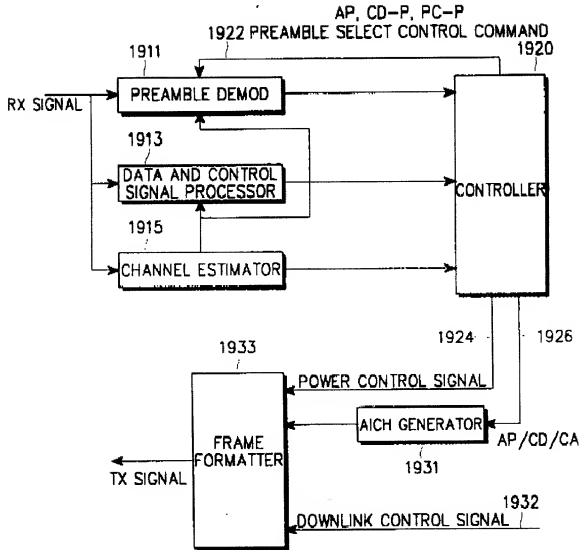 AP, CD-P, PC-P
1922 PREAMBLE SELECT CONTROL COMMAND
1911
1920
PREAMBLE DEMOD
RX SIGNAL
1913
DATA AND CONTROL
SIGNAL PROCESSOR
CONTROLLER
1915
CHANNEL ESTIMATOR
1924
1926
1933
POWER CONTROL SIGNAL
AICH GENERATOR
AP/CD/CA
FRAME
FORMATTER
1931
TX SIGNAL
1932
DOWNLINK CONTROL SIGNAL